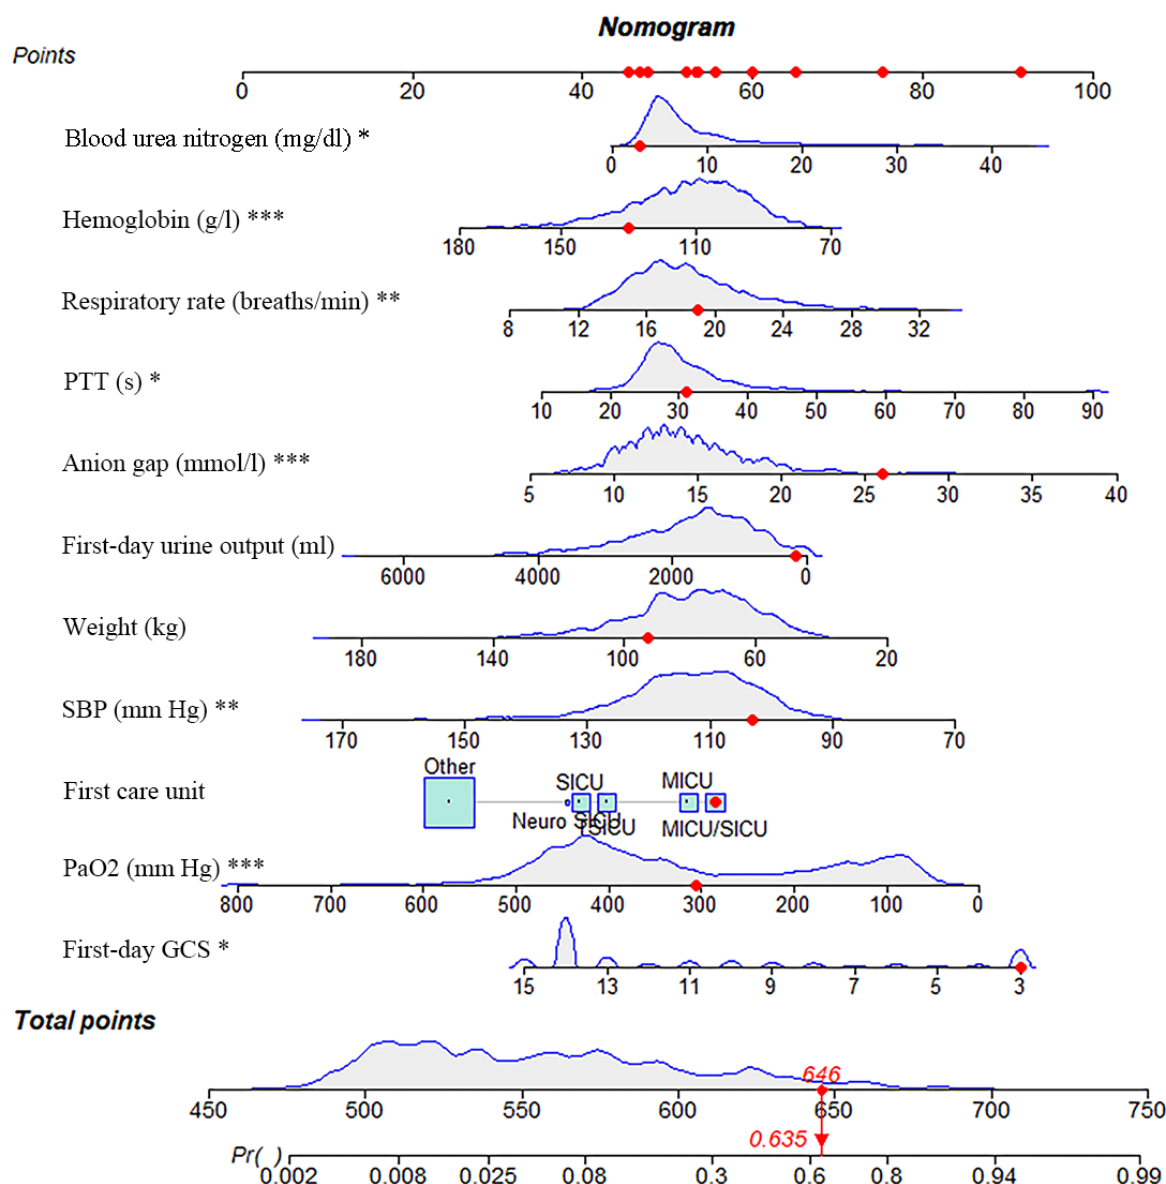 Nomogram
Points
0 20 40 60 80 100
Blood urea nitrogen (mg/dl) *
0 10 20 30 40
Hemoglobin (g/l) ***
180 150 110 70
Respiratory rate (breaths/min) **
8 12 16 20 24 28 32
PTT (s) *
10 20 30 40 50 60 70 80 90
Anion gap (mmol/l) ***
5 10 15 20 25 30 35 40
First-day urine output (ml)
6000 4000 2000 0
Weight (kg)
180 140 100 60 20
SBP (mm Hg) **
170 150 130 110 90 70
Other
SICU MICU
First care unit
Neuro SICU TSICU MICU/SICU
PaO2 (mm Hg) ***
800 700 600 500 400 300 200 100 0
First-day GCS *
15 13 11 9 7 5 3
Total points
646
450 500 550 600 650 700 750
0.635
Pr( )
0.002 0.008 0.025 0.08 0.3 0.6 0.8 0.94 0.99